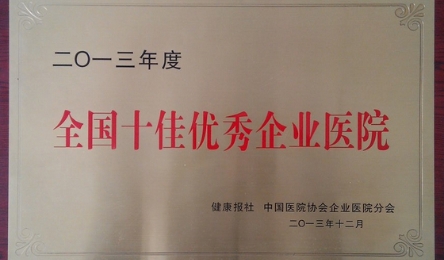 二〇一三年度
全国十佳优秀企业医院
健康报社 中国医院协会企业医院分会
二〇一三年十二月